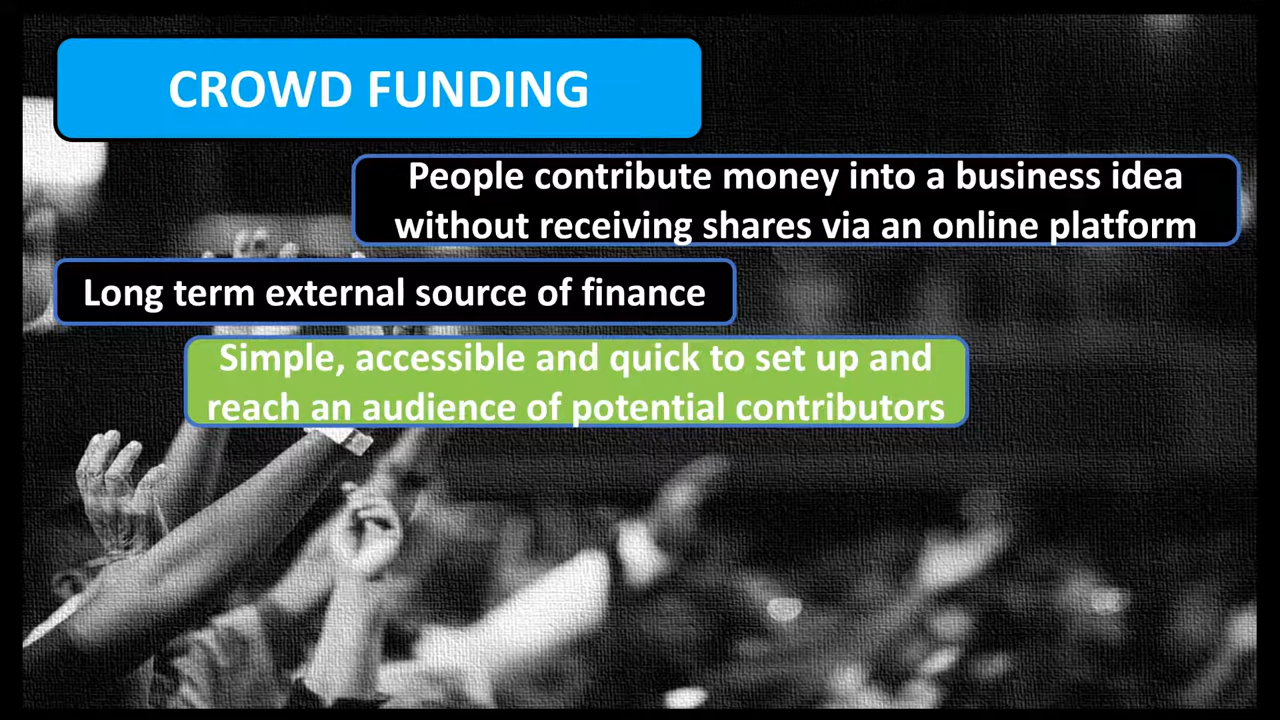 CROWD FUNDING
People contribute money into a business idea
without receiving shares via an online platform
Long term external source of finance
Simple, accessible and quick to set up and
reach an audience of potential contributors